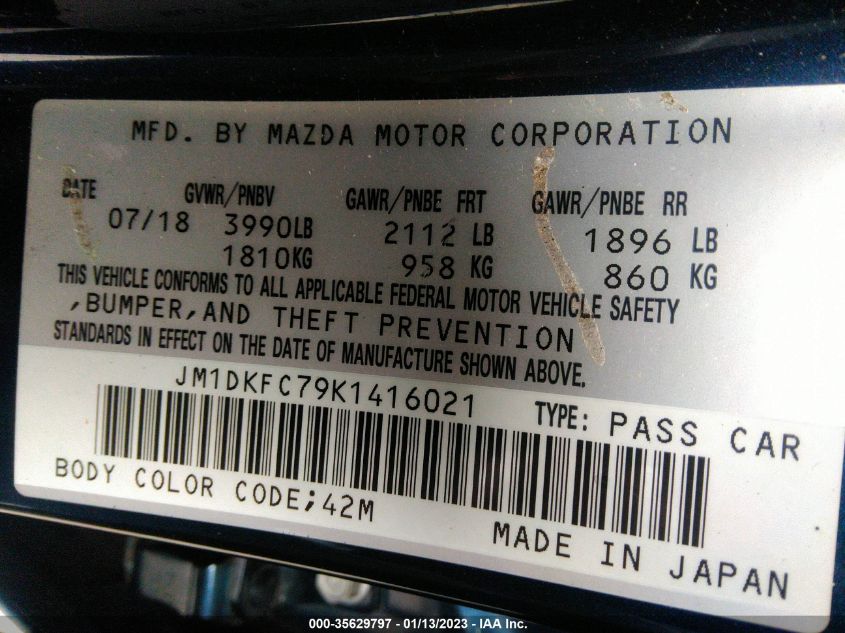 MFD. BY MAZDA MOTOR CORPORATION
DATE GVWR/PNBV GAWR/PNBE FRT GAWR/PNBE RR
07/18 3990LB 2112 LB 1896 LB
1810KG 958 KG 860 KG
THIS VEHICLE CONFORMS TO ALL APPLICABLE FEDERAL MOTOR VEHICLE SAFETY
,BUMPER,AND THEFT PREVENTION
STANDARDS IN EFFECT ON THE DATE OF MANUFACTURE SHOWN ABOVE.
JM1DKFC79K1416021 TYPE: PASS CAR
BODY COLOR CODE;42M
MADE IN JAPAN
000-35629797 - 01/13/2023 - IAA Inc.